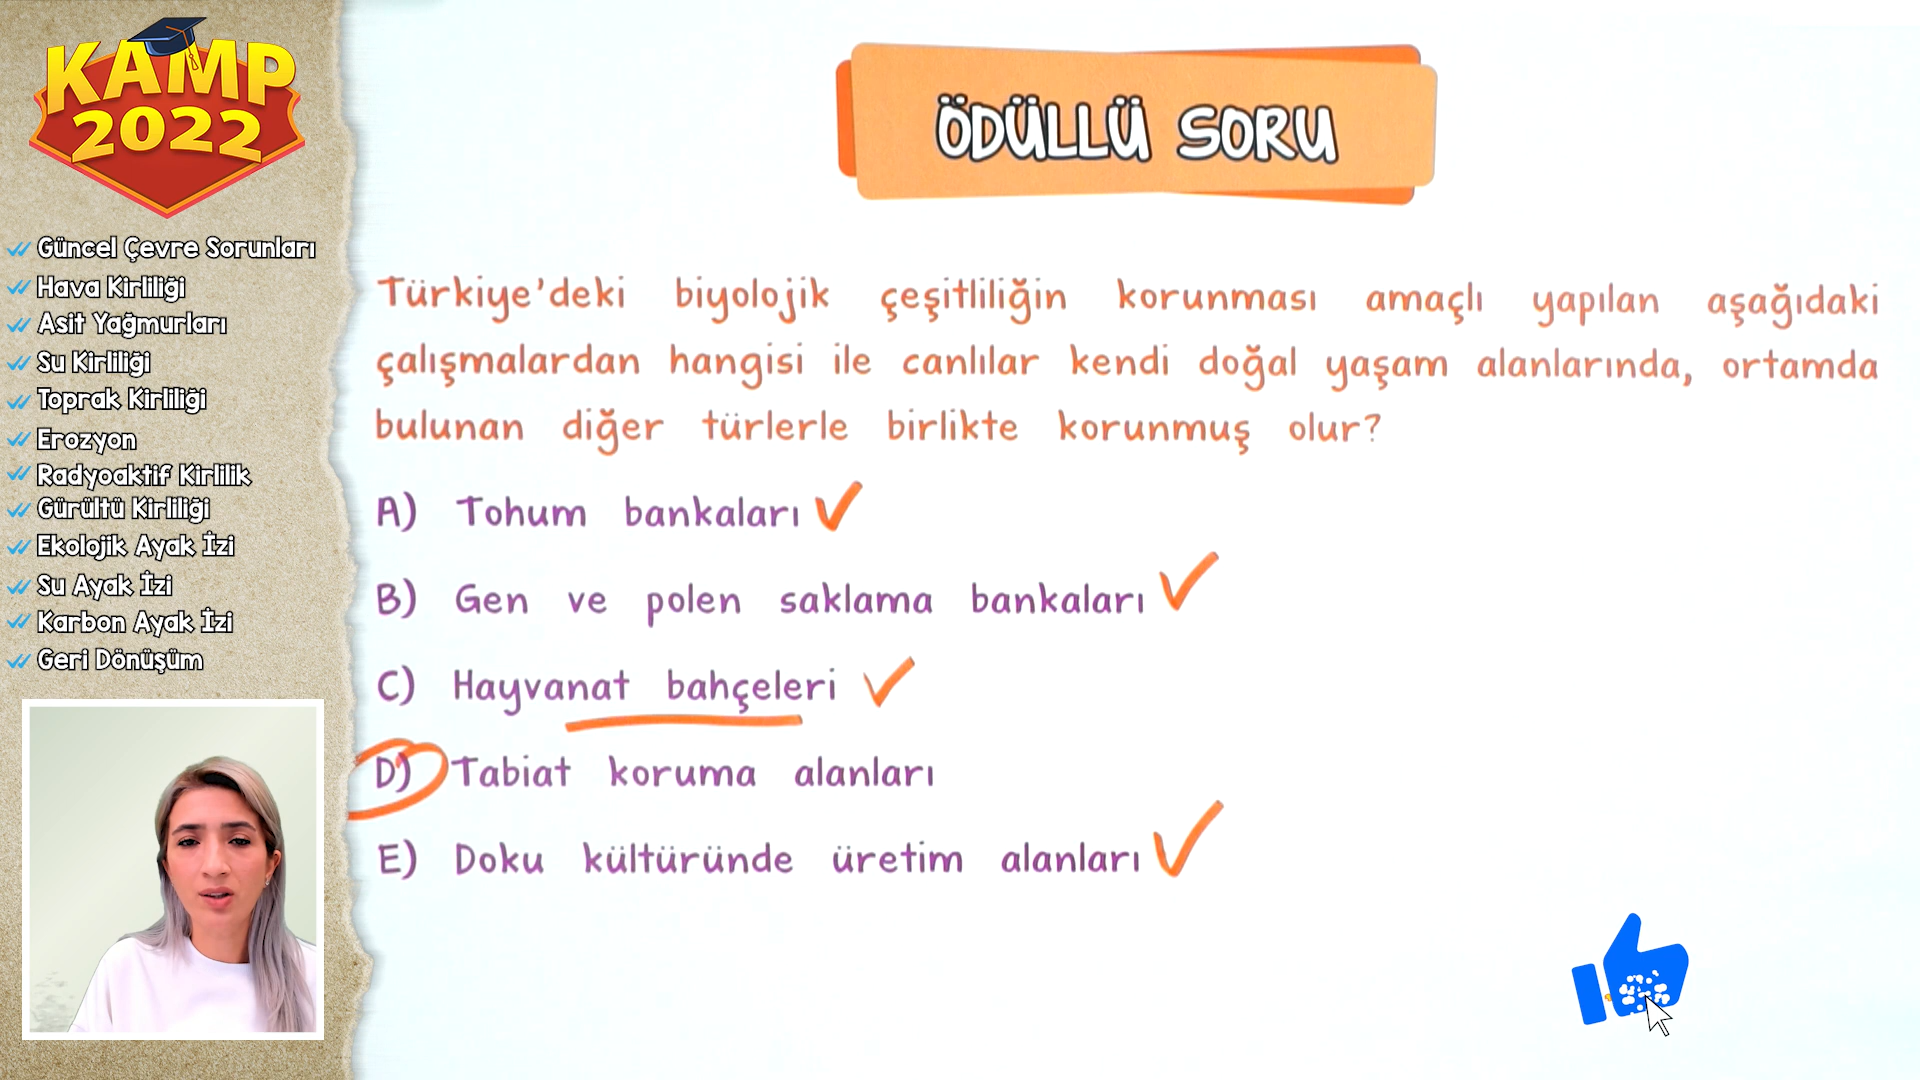 KAMP
2022
Güncel Çevre Sorunları
Hava Kirliliği
Asit Yağmurları
Su Kirliliği
Toprak Kirliliği
Erozyon
Radyoaktif Kirlilik
Gürültü Kirliliği
Ekolojik Ayak İzi
Su Ayak İzi
Karbon Ayak İzi
Geri Dönüşüm
ÖDÜLLÜ SORU
Türkiye'deki biyolojik çeşitliliğin korunması amaçlı yapılan aşağıdaki
çalışmalardan hangisi ile canlılar kendi doğal yaşam alanlarında, ortamda
bulunan diğer türlerle birlikte korunmuş olur?
A) Tohum bankaları
B) Gen ve polen saklama bankaları
C) Hayvanat bahçeleri
D) Tabiat koruma alanları
E) Doku kültüründe üretim alanları